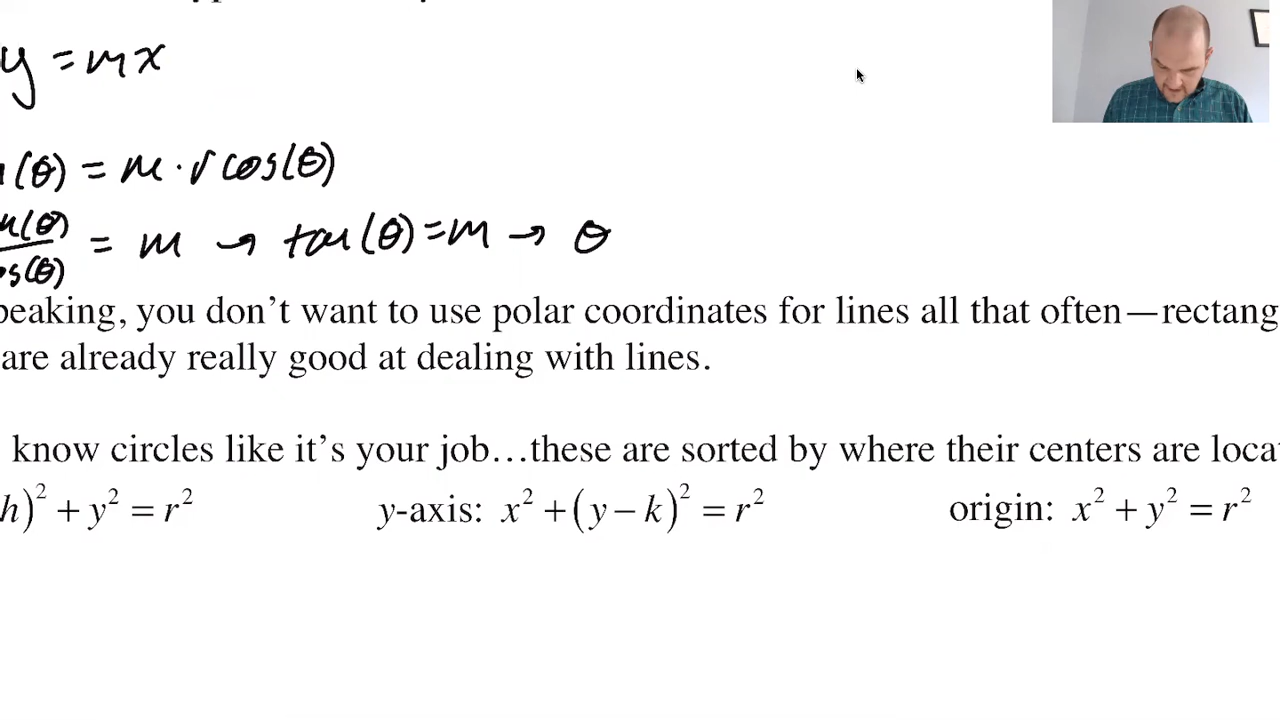 y = mx
(θ) = m · r cos(θ)
(θ) / os(θ) = m → tan(θ) = m → θ
peaking, you don't want to use polar coordinates for lines all that often—rectang
are already really good at dealing with lines.
know circles like it's your job…these are sorted by where their centers are loca
h)² + y² = r² y-axis: x² + (y − k)² = r² origin: x² + y² = r²